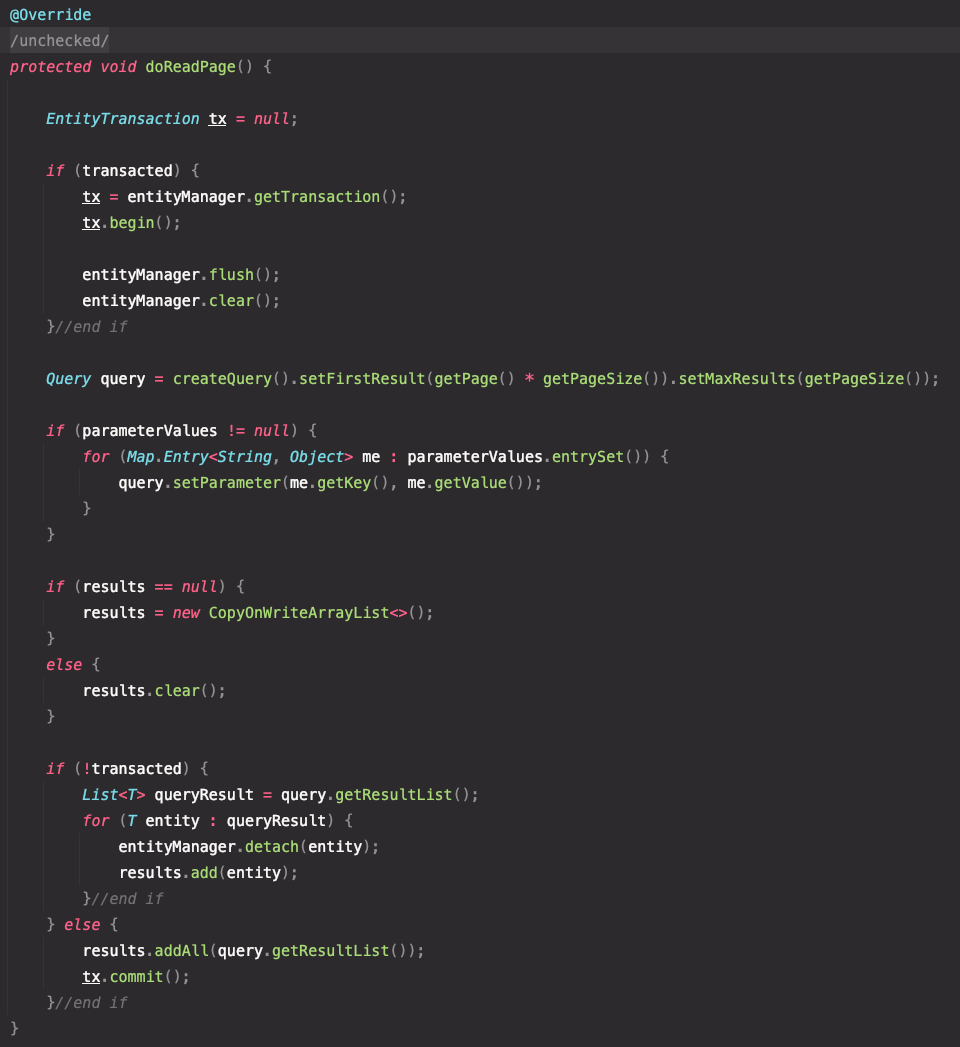 @Override
/unchecked/
protected void doReadPage() {
EntityTransaction tx = null;
if (transacted) {
tx = entityManager.getTransaction();
tx.begin();
entityManager.flush();
entityManager.clear();
}//end if
Query query = createQuery().setFirstResult(getPage() * getPageSize()).setMaxResults(getPageSize());
if (parameterValues != null) {
for (Map.Entry<String, Object> me : parameterValues.entrySet()) {
query.setParameter(me.getKey(), me.getValue());
}
}
if (results == null) {
results = new CopyOnWriteArrayList<>();
}
else {
results.clear();
}
if (!transacted) {
List<T> queryResult = query.getResultList();
for (T entity : queryResult) {
entityManager.detach(entity);
results.add(entity);
}//end if
} else {
results.addAll(query.getResultList());
tx.commit();
}//end if
}